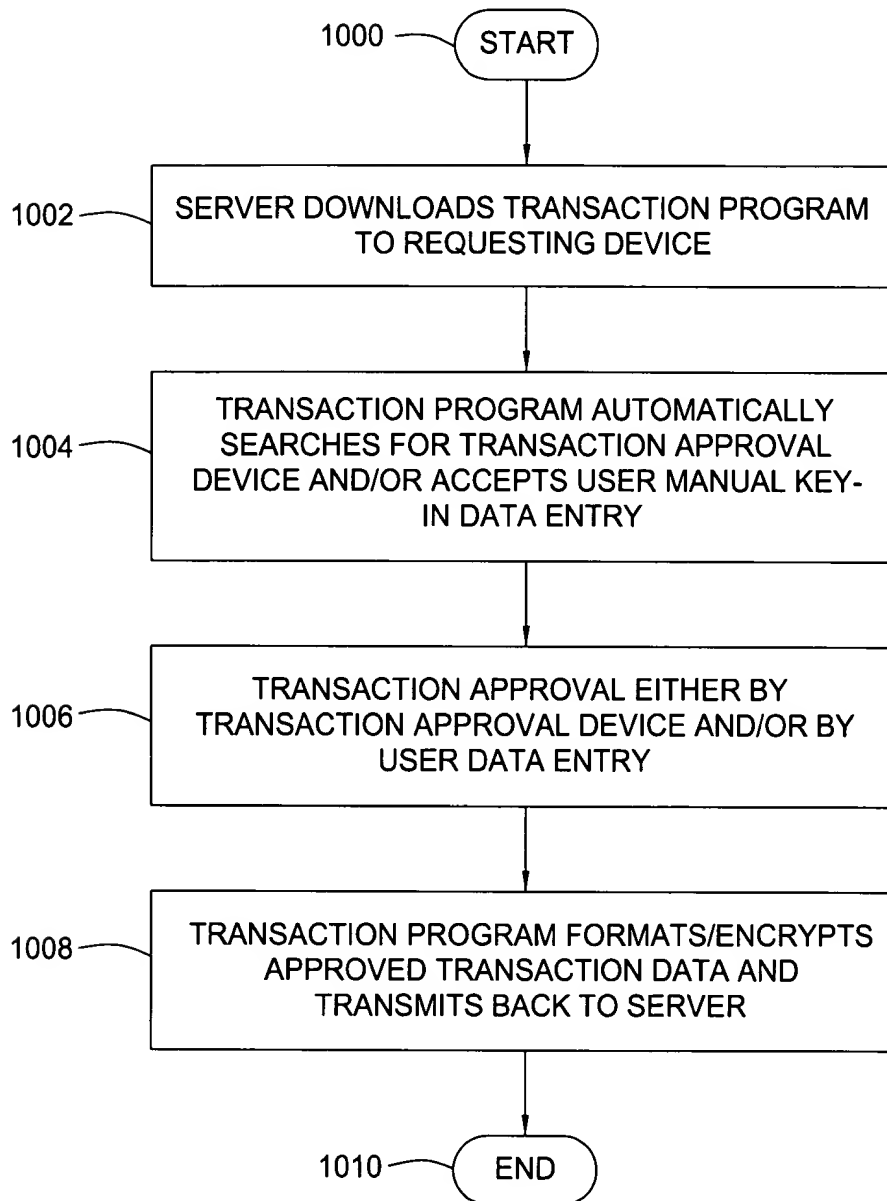 1000
START
1002
SERVER DOWNLOADS TRANSACTION PROGRAM
TO REQUESTING DEVICE
1004
TRANSACTION PROGRAM AUTOMATICALLY
SEARCHES FOR TRANSACTION APPROVAL
DEVICE AND/OR ACCEPTS USER MANUAL KEY-
IN DATA ENTRY
1006
TRANSACTION APPROVAL EITHER BY
TRANSACTION APPROVAL DEVICE AND/OR BY
USER DATA ENTRY
1008
TRANSACTION PROGRAM FORMATS/ENCRYPTS
APPROVED TRANSACTION DATA AND
TRANSMITS BACK TO SERVER
1010
END